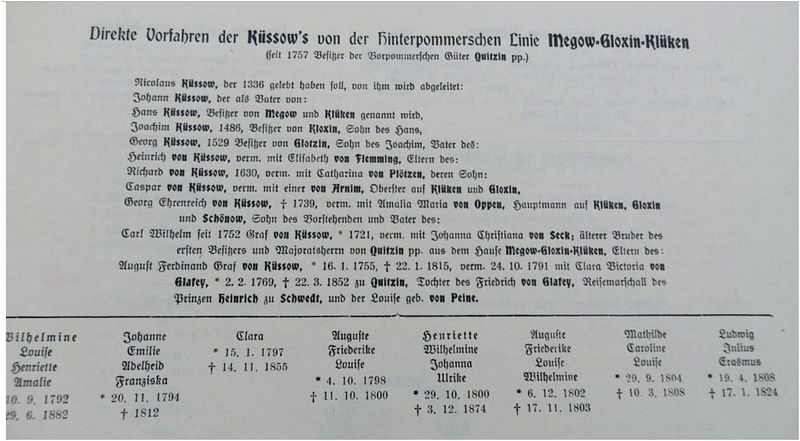 Direkte Vorfahren der Küssow's von der Hinterpommerschen Linie Megow-Gloxin-Klüken
(seit 1757 Besitzer der Vorpommerschen Güter Quitzin pp.)
Nicolaus Küssow, der 1336 gelebt haben soll, von ihm wird abgeleitet:
Johann Küssow, der als Vater von:
Hans Küssow, Besitzer von Megow und Klüken genannt wird,
Joachim Küssow, 1486, Besitzer von Kloxin, Sohn des Hans,
Georg Küssow, 1529 Besitzer von Glotzin, Sohn des Joachim, Vater des:
Heinrich von Küssow, verm. mit Elisabeth von Flemming, Eltern des:
Richard von Küssow, 1630, verm. mit Catharina von Plötzen, deren Sohn:
Caspar von Küssow, verm. mit einer von Arnim, Oberster auf Klüken und Gloxin,
Georg Ehrenreich von Küssow, † 1739, verm. mit Amalia Maria von Oppen, Hauptmann auf Klüken, Gloxin
und Schönow, Sohn des Vorstehenden und Vater des:
Carl Wilhelm seit 1752 Graf von Küssow, * 1721, verm. mit Johanna Christiana von Seck; älterer Bruder des
ersten Besitzers und Majoratsherrn von Quitzin pp. aus dem Hause Megow-Gloxin-Klüken, Eltern des:
August Ferdinand Graf von Küssow, * 16. 1. 1755, † 22. 1. 1815, verm. 24. 10. 1791 mit Clara Victoria von
Glafey, * 2. 2. 1769, † 22. 3. 1852 zu Quitzin, Tochter des Friedrich von Glafey, Reisemarschall des
Prinzen Heinrich zu Schwedt, und der Louise geb. von Peine.
Wilhelmine Johanne Clara Auguste Henriette Auguste Mathilde Ludwig
Louise Emilie * 15. 1. 1797 Friederike Wilhelmine Friederike Caroline Julius
Henriette Adelheid † 14. 11. 1855 Louise Johanna Louise Louise Erasmus
Amalie Franziska * 4. 10. 1798 Ulrike Wilhelmine * 29. 9. 1804 * 19. 4. 1808
10. 9. 1792 * 20. 11. 1794 † 11. 10. 1800 * 29. 10. 1800 * 6. 12. 1802 † 10. 3. 1808 † 17. 1. 1824
29. 6. 1882 † 1812 † 3. 12. 1874 † 17. 11. 1803